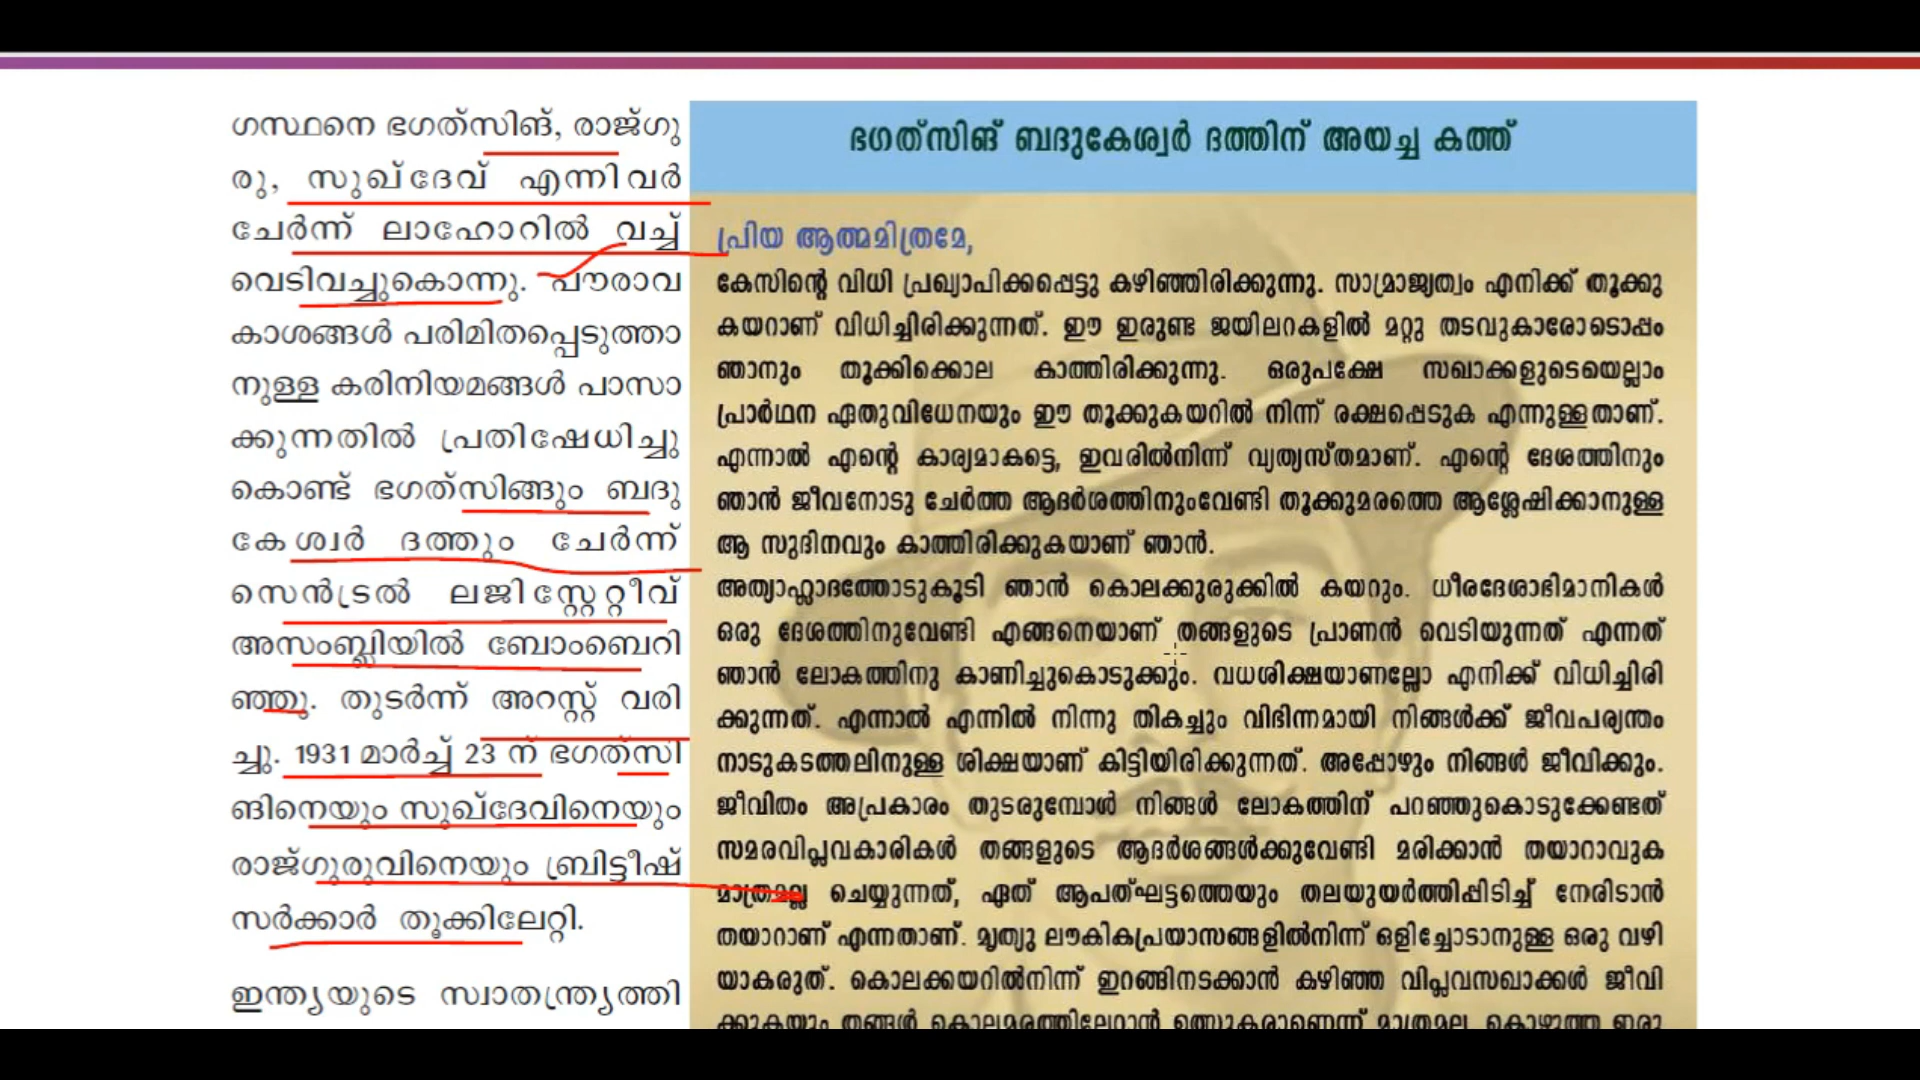 ഗസ്ഥനെ ഭഗത്സിങ്, രാജ്ഗു
രു, സുഖ്ദേവ് എന്നിവർ
ചേർന്ന് ലാഹോറിൽ വച്ച്
വെടിവച്ചുകൊന്നു. പൗരാവ
കാശങ്ങൾ പരിമിതപ്പെടുത്താ
നുള്ള കരിനിയമങ്ങൾ പാസാ
ക്കുന്നതിൽ പ്രതിഷേധിച്ചു
കൊണ്ട് ഭഗത്സിങ്ങും ബദു
കേശ്വർ ദത്തും ചേർന്ന്
സെൻട്രൽ ലജിസ്റ്റേറ്റീവ്
അസംബ്ലിയിൽ ബോംബെറി
ഞ്ഞു. തുടർന്ന് അറസ്റ്റ് വരി
ച്ചു. 1931 മാർച്ച് 23 ന് ഭഗത്സി
ങിനെയും സുഖ്ദേവിനെയും
രാജ്ഗുരുവിനെയും ബ്രിട്ടീഷ്
സർക്കാർ തൂക്കിലേറ്റി.
ഇന്ത്യയുടെ സ്വാതന്ത്ര്യത്തി
ഭഗത്സിങ് ബദുകേശ്വർ ദത്തിന് അയച്ച കത്ത്
പ്രിയ ആത്മമിത്രമേ,
കേസിന്റെ വിധി പ്രഖ്യാപിക്കപ്പെട്ടു കഴിഞ്ഞിരിക്കുന്നു. സാമ്രാജ്യത്വം എനിക്ക് തൂക്കു
കയറാണ് വിധിച്ചിരിക്കുന്നത്. ഈ ഇരുണ്ട ജയിലറകളിൽ മറ്റു തടവുകാരോടൊപ്പം
ഞാനും തൂക്കിക്കൊല കാത്തിരിക്കുന്നു. ഒരുപക്ഷേ സഖാക്കളുടെയെല്ലാം
പ്രാർഥന ഏതുവിധേനയും ഈ തൂക്കുകയറിൽ നിന്ന് രക്ഷപ്പെടുക എന്നുള്ളതാണ്.
എന്നാൽ എന്റെ കാര്യമാകട്ടെ, ഇവരിൽനിന്ന് വ്യത്യസ്തമാണ്. എന്റെ ദേശത്തിനും
ഞാൻ ജീവനോടു ചേർത്ത ആദർശത്തിനുംവേണ്ടി തൂക്കുമരത്തെ ആശ്ലേഷിക്കാനുള്ള
ആ സുദിനവും കാത്തിരിക്കുകയാണ് ഞാൻ.
അത്യാഹ്ലാദത്തോടുകൂടി ഞാൻ കൊലക്കുരുക്കിൽ കയറും. ധീരദേശാഭിമാനികൾ
ഒരു ദേശത്തിനുവേണ്ടി എങ്ങനെയാണ് തങ്ങളുടെ പ്രാണൻ വെടിയുന്നത് എന്നത്
ഞാൻ ലോകത്തിനു കാണിച്ചുകൊടുക്കും. വധശിക്ഷയാണല്ലോ എനിക്ക് വിധിച്ചിരി
ക്കുന്നത്. എന്നാൽ എന്നിൽ നിന്നു തികച്ചും വിഭിന്നമായി നിങ്ങൾക്ക് ജീവപര്യന്തം
നാടുകടത്തലിനുള്ള ശിക്ഷയാണ് കിട്ടിയിരിക്കുന്നത്. അപ്പോഴും നിങ്ങൾ ജീവിക്കും.
ജീവിതം അപ്രകാരം തുടരുമ്പോൾ നിങ്ങൾ ലോകത്തിന് പറഞ്ഞുകൊടുക്കേണ്ടത്
സമരവിപ്ലവകാരികൾ തങ്ങളുടെ ആദർശങ്ങൾക്കുവേണ്ടി മരിക്കാൻ തയാറാവുക
മാത്രമല്ല ചെയ്യുന്നത്, ഏത് ആപത്ഘട്ടത്തെയും തലയുയർത്തിപ്പിടിച്ച് നേരിടാൻ
തയാറാണ് എന്നതാണ്. മൃത്യു ലൗകികപ്രയാസങ്ങളിൽനിന്ന് ഒളിച്ചോടാനുള്ള ഒരു വഴി
യാകരുത്. കൊലക്കയറിൽനിന്ന് ഇറങ്ങിനടക്കാൻ കഴിഞ്ഞ വിപ്ലവസഖാക്കൾ ജീവി
ക്കുകയും തങ്ങൾ കൊലമരത്തിലേറാൻ ഉത്സുകരാണെന്ന് മാത്രമല്ല, കൊഴുത്ത ഇരു